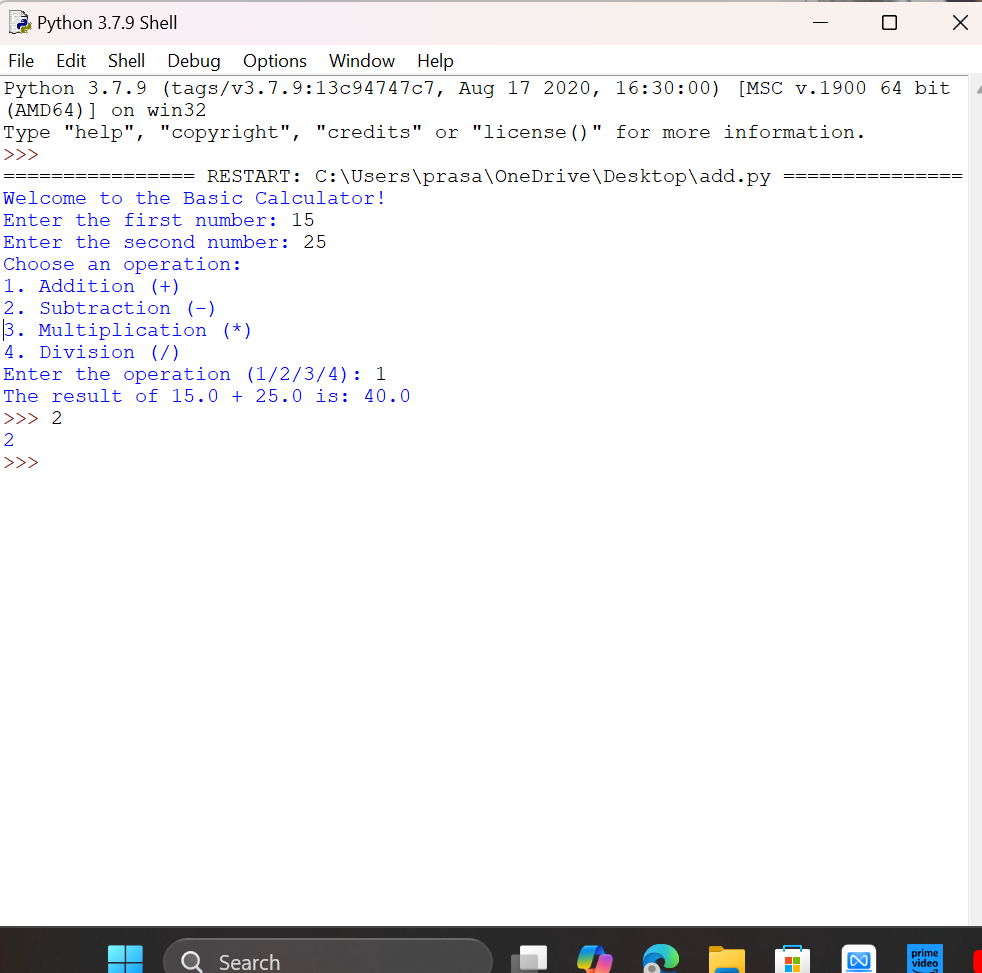 Python 3.7.9 Shell
File Edit Shell Debug Options Window Help
Python 3.7.9 (tags/v3.7.9:13c94747c7, Aug 17 2020, 16:30:00) [MSC v.1900 64 bit
(AMD64)] on win32
Type "help", "copyright", "credits" or "license()" for more information.
>>>
================ RESTART: C:\Users\prasa\OneDrive\Desktop\add.py ===============
Welcome to the Basic Calculator!
Enter the first number: 15
Enter the second number: 25
Choose an operation:
1. Addition (+)
2. Subtraction (-)
3. Multiplication (*)
4. Division (/)
Enter the operation (1/2/3/4): 1
The result of 15.0 + 25.0 is: 40.0
>>> 2
2
>>>
Search
prime
video